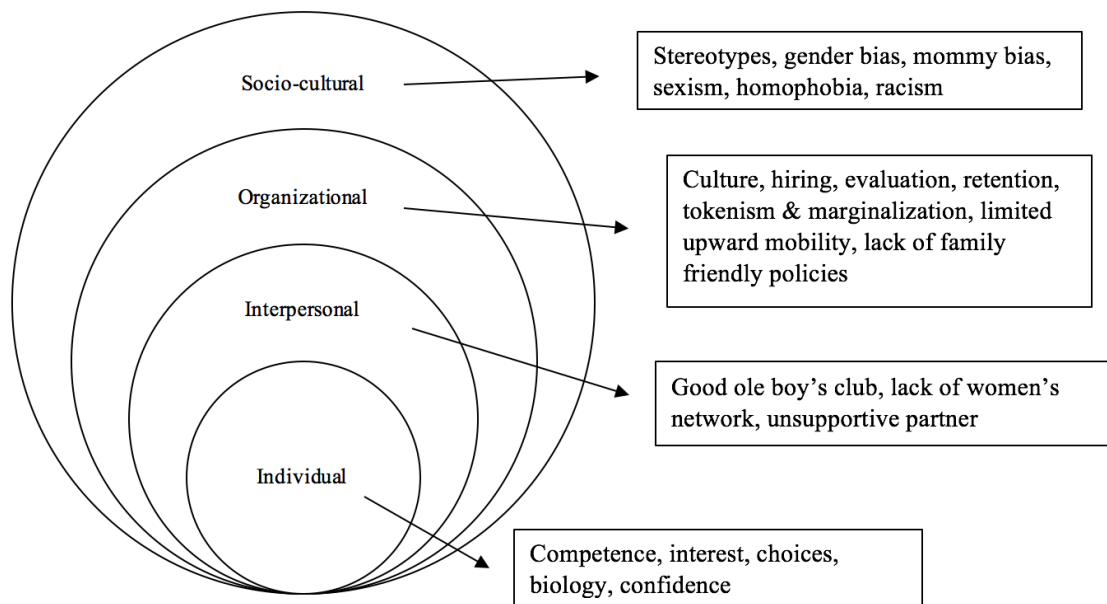 Socio-cultural
Stereotypes, gender bias, mommy bias,
sexism, homophobia, racism
Organizational
Culture, hiring, evaluation, retention,
tokenism & marginalization, limited
upward mobility, lack of family
friendly policies
Interpersonal
Good ole boy’s club, lack of women’s
network, unsupportive partner
Individual
Competence, interest, choices,
biology, confidence